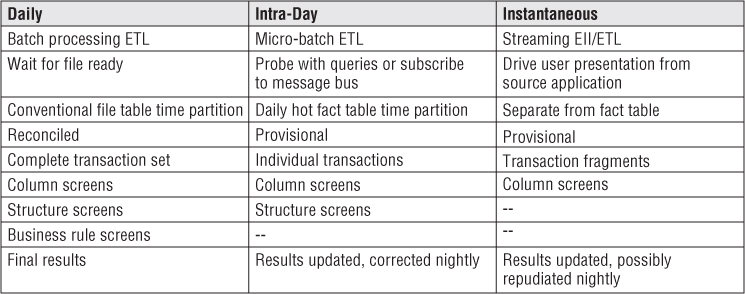 Daily Intra-Day Instantaneous
Batch processing ETL Micro-batch ETL Streaming EII/ETL
Wait for file ready Probe with queries or subscribe Drive user presentation from
to message bus source application
Conventional file table time partition Daily hot fact table time partition Separate from fact table
Reconciled Provisional Provisional
Complete transaction set Individual transactions Transaction fragments
Column screens Column screens Column screens
Structure screens Structure screens --
Business rule screens -- --
Final results Results updated, corrected nightly Results updated, possibly
repudiated nightly